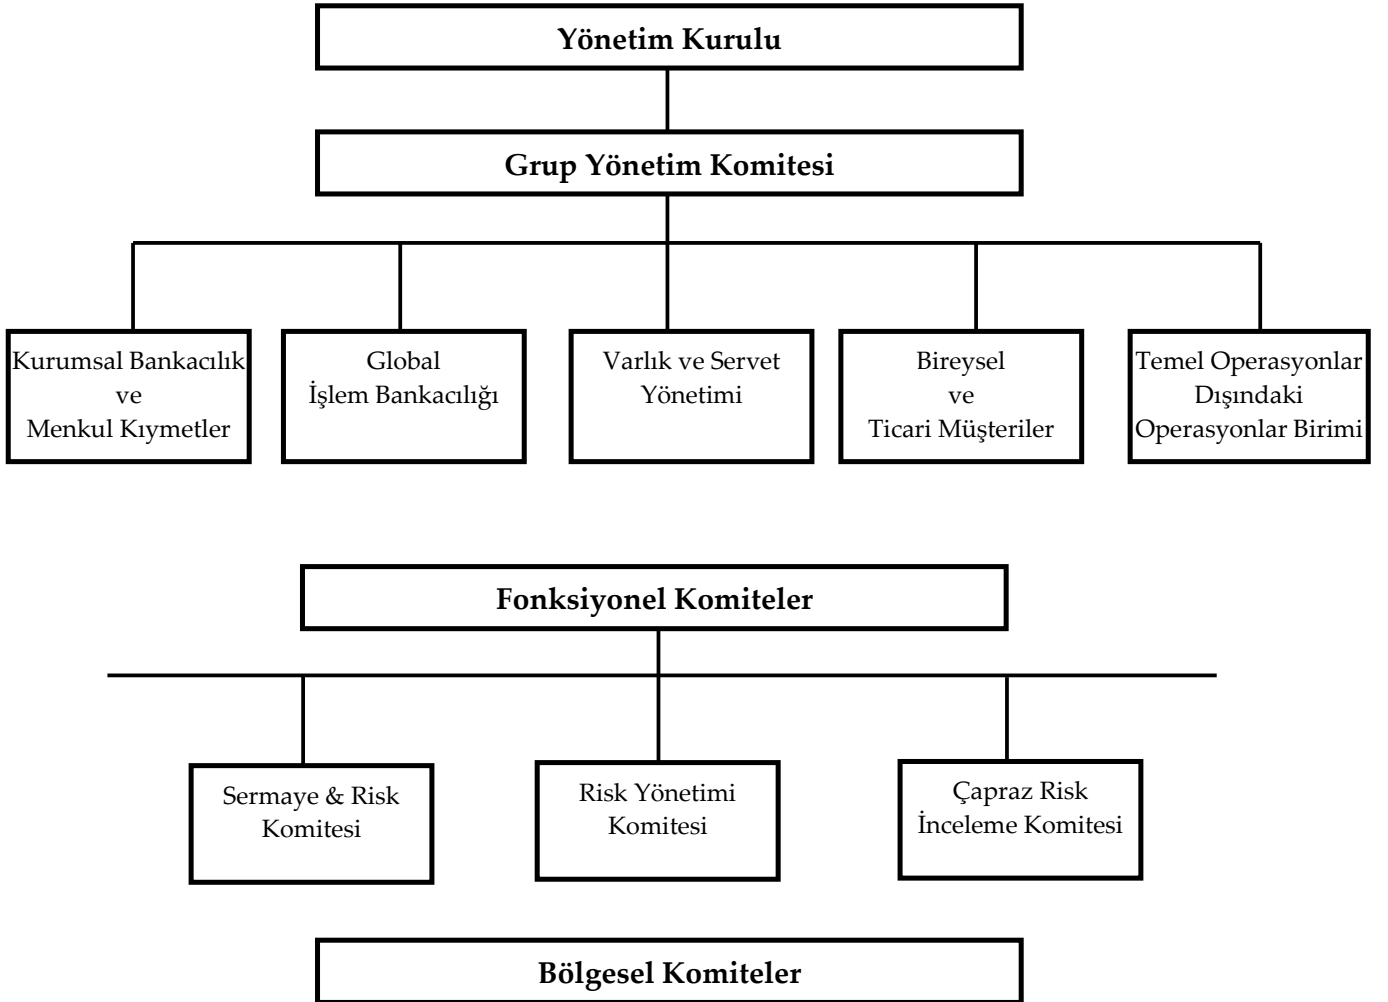 Yönetim Kurulu
Grup Yönetim Komitesi
Kurumsal Bankacılık
ve
Menkul Kıymetler
Global
İşlem Bankacılığı
Varlık ve Servet
Yönetimi
Bireysel
ve
Ticari Müşteriler
Temel Operasyonlar
Dışındaki
Operasyonlar Birimi
Fonksiyonel Komiteler
Sermaye & Risk
Komitesi
Risk Yönetimi
Komitesi
Çapraz Risk
İnceleme Komitesi
Bölgesel Komiteler